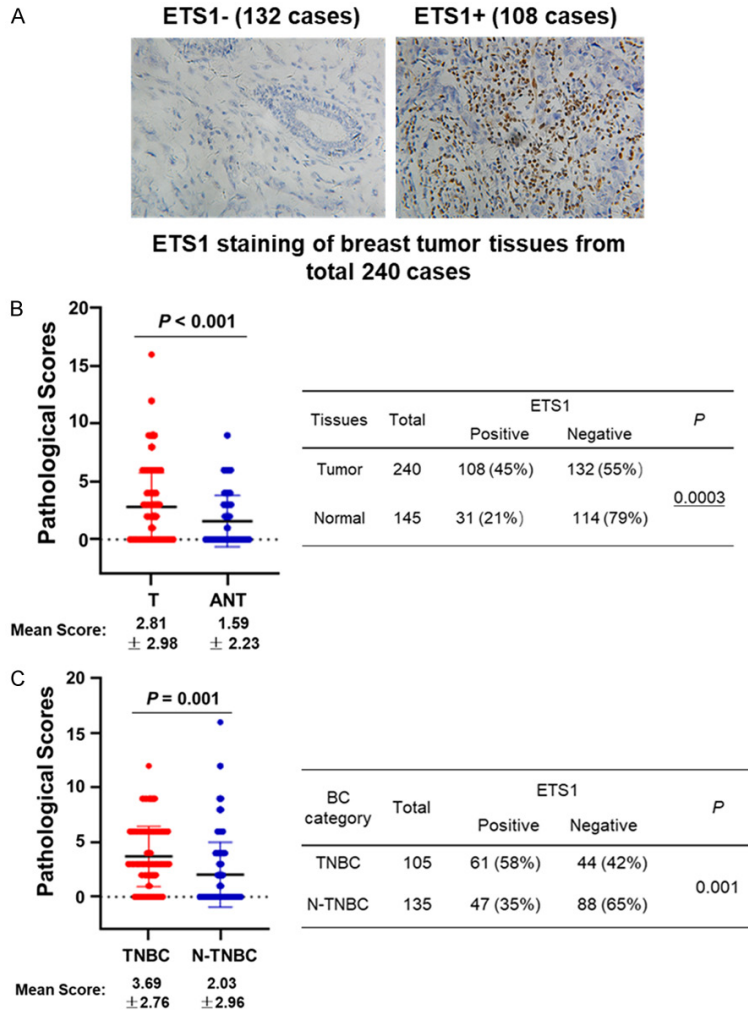 A
ETS1- (132 cases) ETS1+ (108 cases)
ETS1 staining of breast tumor tissues from
total 240 cases
B
Pathological Scores
20
15
10
5
0
P < 0.001
T ANT
Mean Score: 2.81 1.59
± 2.98 ± 2.23
Tissues Total ETS1 P
Positive Negative
Tumor 240 108 (45%) 132 (55%)
0.0003
Normal 145 31 (21%) 114 (79%)
C
Pathological Scores
20
15
10
5
0
P = 0.001
TNBC N-TNBC
Mean Score: 3.69 2.03
±2.76 ±2.96
BC
category Total ETS1 P
Positive Negative
TNBC 105 61 (58%) 44 (42%)
0.001
N-TNBC 135 47 (35%) 88 (65%)